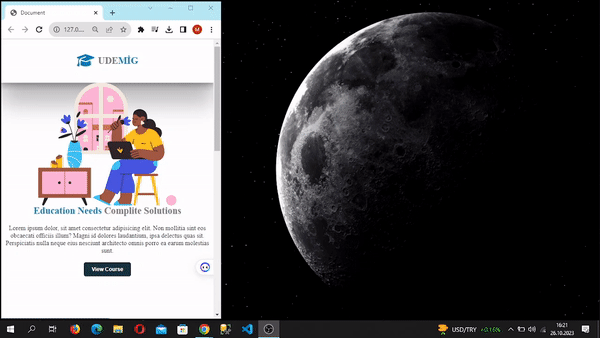 Document
127.0....
M
UDEMİG
Education Needs Complite Solutions
Lorem ipsum dolor, sit amet consectetur adipisicing elit. Non mollitia sint eos
obcaecati officiis illum? Magni id dolores laudantium, ipsa delectus quas sit.
Perspiciatis nulla neque eius nesciunt architecto omnis porro ea earum molestias
sunt.
View Course
USD/TRY +0.16%
16:21
26.10.2023